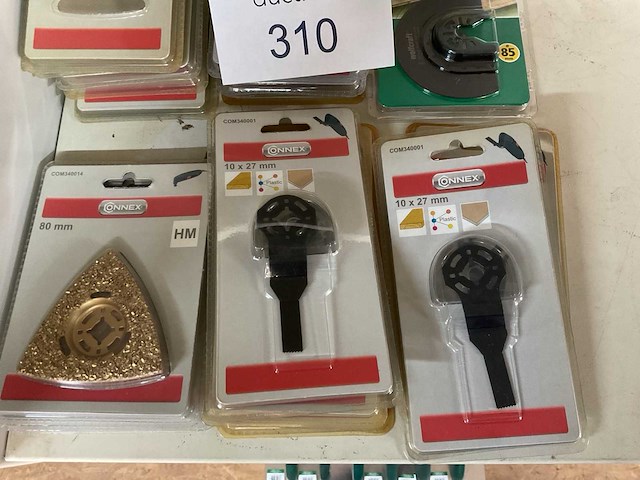 310
85
COM340014
CONNEX
80 mm
HM
COM340001
CONNEX
10 x 27 mm
Plastic
COM340001
CONNEX
10 x 27 mm
Plastic